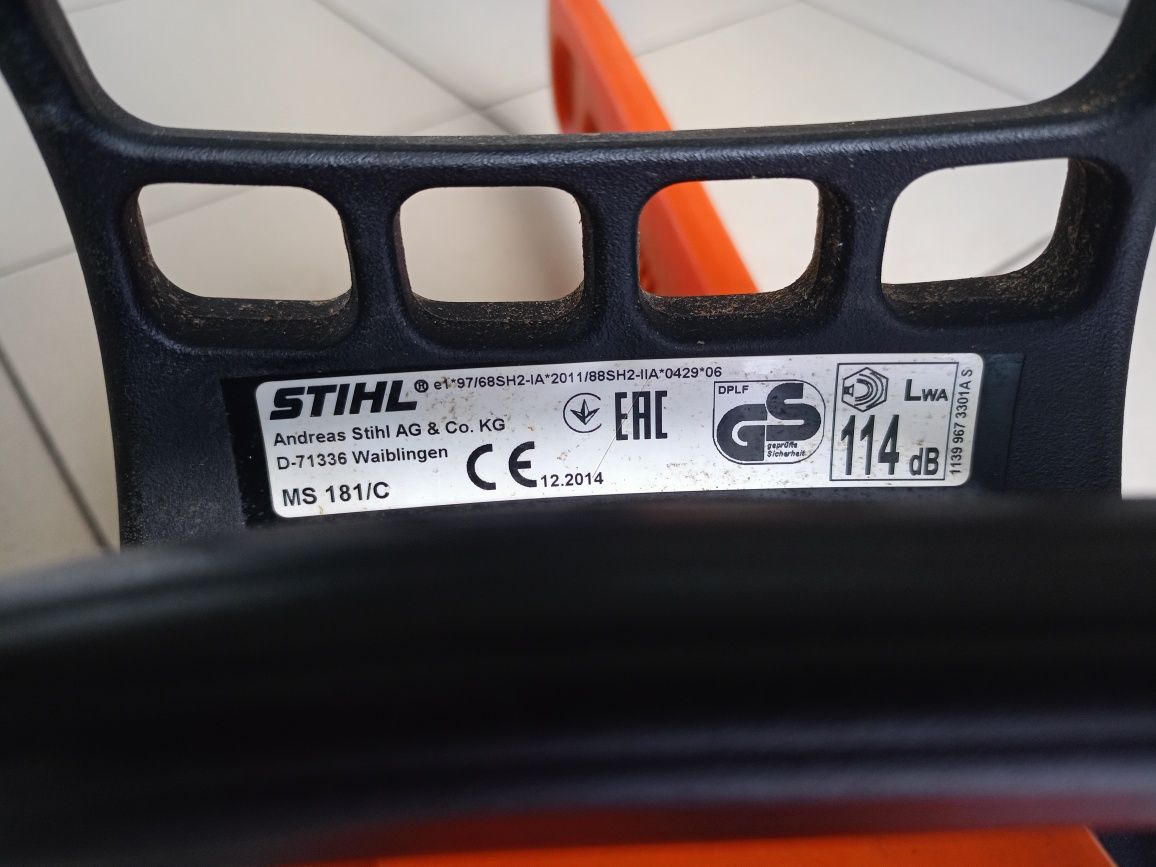 STIHL® e1*97/68SH2-IA*2011/88SH2-IIA*0429*06
Andreas Stihl AG & Co. KG
D-71336 Waiblingen
MS 181/C
CE 12.2014
EAC
DPLF
GS
geprüfte
Sicherheit
LWA
114 dB
1139 967 3301A S